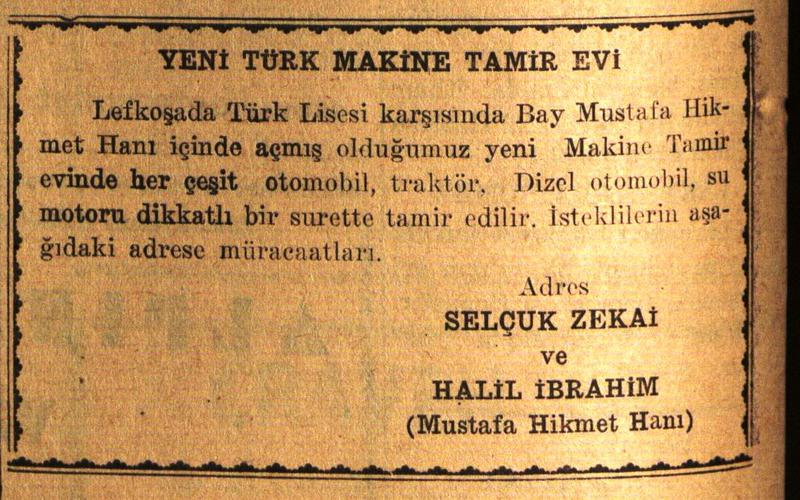 YENİ TÜRK MAKİNE TAMİR EVİ
Lefkoşada Türk Lisesi karşısında Bay Mustafa Hik-
met Hanı içinde açmış olduğumuz yeni Makine Tamir
evinde her çeşit otomobil, traktör, Dizel otomobil, su
motoru dikkatlı bir surette tamir edilir. İsteklilerin aşa-
ğıdaki adrese müracaatları.
Adres
SELÇUK ZEKAİ
ve
HALİL İBRAHİM
(Mustafa Hikmet Hanı)